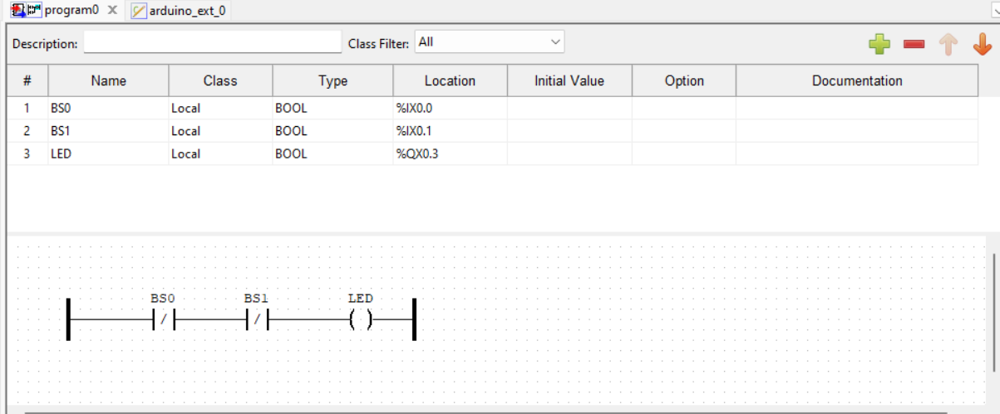 program0 arduino_ext_0
Description: Class Filter: All
# Name Class Type Location Initial Value Option Documentation
1 BS0 Local BOOL %IX0.0
2 BS1 Local BOOL %IX0.1
3 LED Local BOOL %QX0.3
BS0 BS1 LED